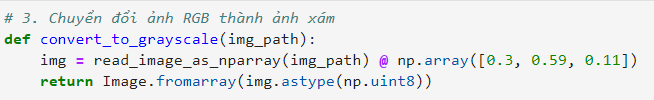 # 3. Chuyển đổi ảnh RGB thành ảnh xám
def convert_to_grayscale(img_path):
    img = read_image_as_nparray(img_path) @ np.array([0.3, 0.59, 0.11])
    return Image.fromarray(img.astype(np.uint8))